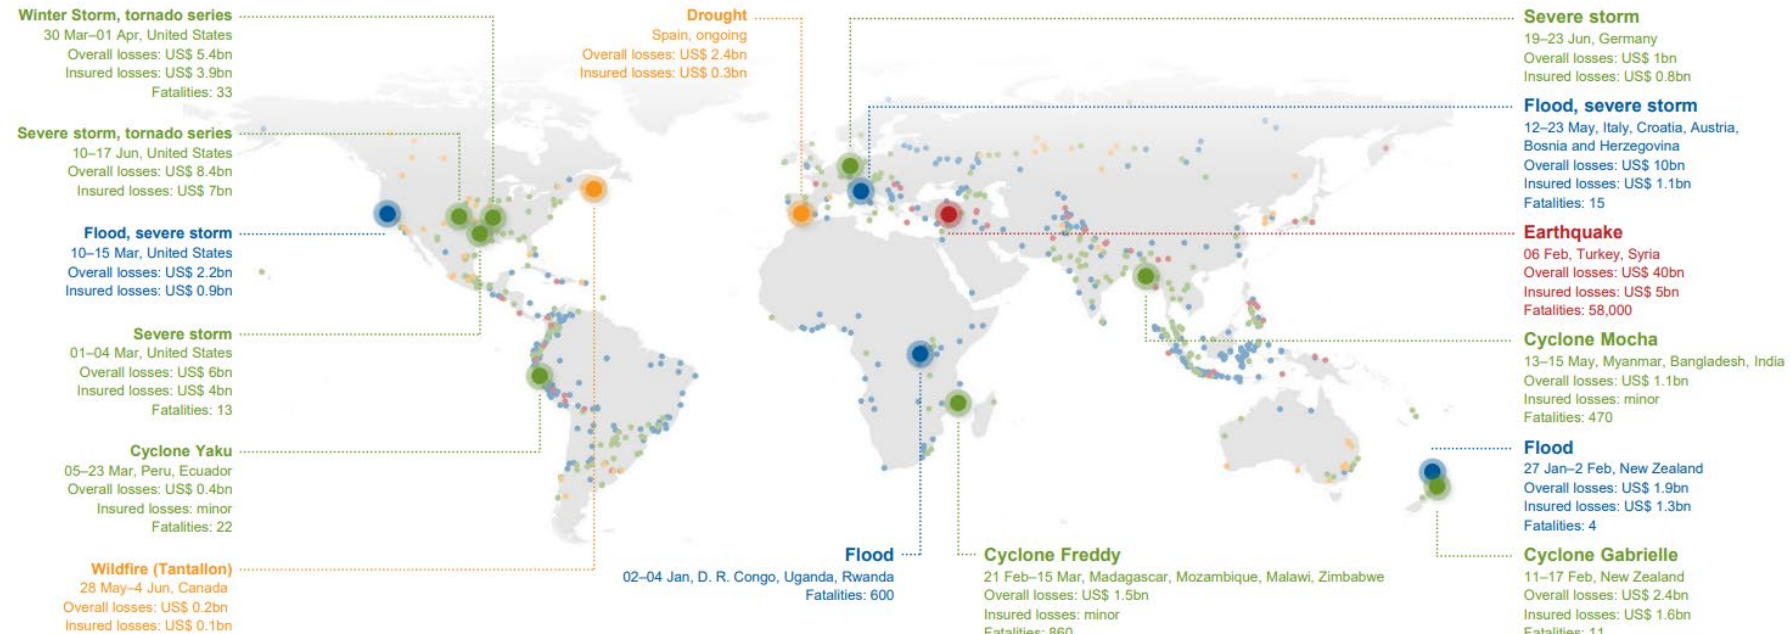 Winter Storm, tornado series
30 Mar–01 Apr, United States
Overall losses: US$ 5.4bn
Insured losses: US$ 3.9bn
Fatalities: 33
Severe storm, tornado series
10–17 Jun, United States
Overall losses: US$ 8.4bn
Insured losses: US$ 7bn
Flood, severe storm
10–15 Mar, United States
Overall losses: US$ 2.2bn
Insured losses: US$ 0.9bn
Severe storm
01–04 Mar, United States
Overall losses: US$ 6bn
Insured losses: US$ 4bn
Fatalities: 13
Cyclone Yaku
05–23 Mar, Peru, Ecuador
Overall losses: US$ 0.4bn
Insured losses: minor
Fatalities: 22
Wildfire (Tantallon)
28 May–4 Jun, Canada
Overall losses: US$ 0.2bn
Insured losses: US$ 0.1bn
Drought
Spain, ongoing
Overall losses: US$ 2.4bn
Insured losses: US$ 0.3bn
Flood
02–04 Jan, D. R. Congo, Uganda, Rwanda
Fatalities: 600
Cyclone Freddy
21 Feb–15 Mar, Madagascar, Mozambique, Malawi, Zimbabwe
Overall losses: US$ 1.5bn
Insured losses: minor
Fatalities: 860
Severe storm
19–23 Jun, Germany
Overall losses: US$ 1bn
Insured losses: US$ 0.8bn
Flood, severe storm
12–23 May, Italy, Croatia, Austria,
Bosnia and Herzegovina
Overall losses: US$ 10bn
Insured losses: US$ 1.1bn
Fatalities: 15
Earthquake
06 Feb, Turkey, Syria
Overall losses: US$ 40bn
Insured losses: US$ 5bn
Fatalities: 58,000
Cyclone Mocha
13–15 May, Myanmar, Bangladesh, India
Overall losses: US$ 1.1bn
Insured losses: minor
Fatalities: 470
Flood
27 Jan–2 Feb, New Zealand
Overall losses: US$ 1.9bn
Insured losses: US$ 1.3bn
Fatalities: 4
Cyclone Gabrielle
11–17 Feb, New Zealand
Overall losses: US$ 2.4bn
Insured losses: US$ 1.6bn
Fatalities: 11